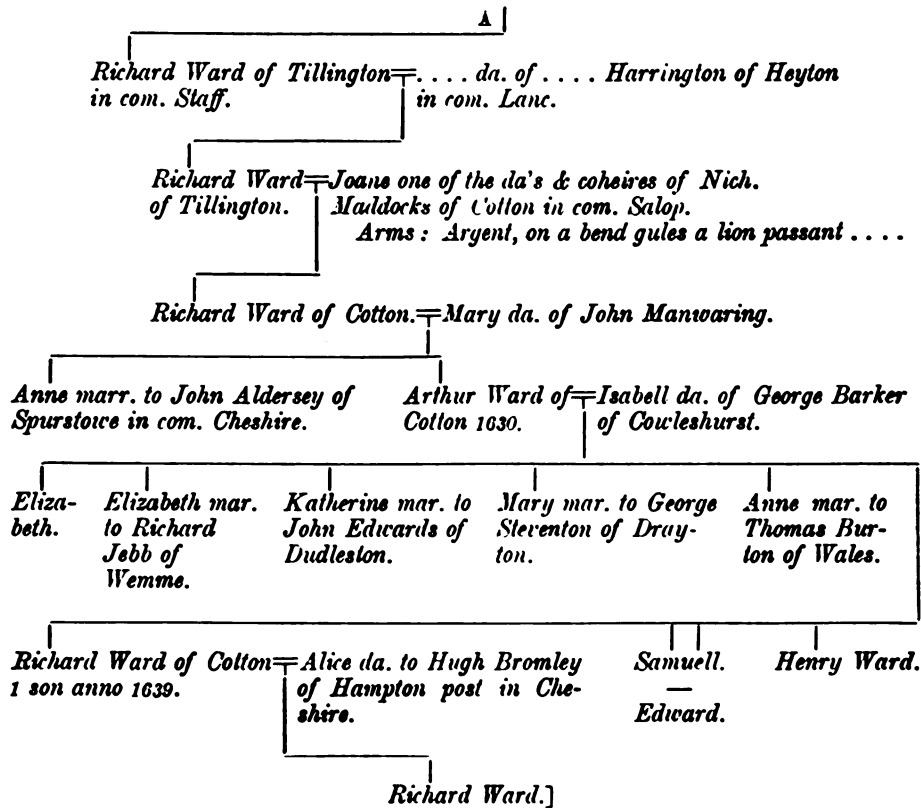 A
Richard Ward of Tillington = . . . . da. of . . . . Harrington of Heyton
in com. Staff. in com. Lanc.
Richard Ward = Joane one of the da's & coheires of Nich.
of Tillington. Maddocks of Cotton in com. Salop.
Arms : Argent, on a bend gules a lion passant . . . .
Richard Ward of Cotton. = Mary da. of John Manwaring.
Anne marr. to John Aldersey of
Spurstowe in com. Cheshire.
Arthur Ward of = Isabell da. of George Barker
Cotton 1630. of Cowleshurst.
Eliza-
beth.
Elizabeth mar.
to Richard
Jebb of
Wemme.
Katherine mar. to
John Edwards of
Dudleston.
Mary mar. to George
Steventon of Dray-
ton.
Anne mar. to
Thomas Bur-
ton of Wales.
Richard Ward of Cotton = Alice da. to Hugh Bromley
1 son anno 1639. of Hampton post in Che-
shire.
Samuell.
—
Edward.
Henry Ward.
Richard Ward.]